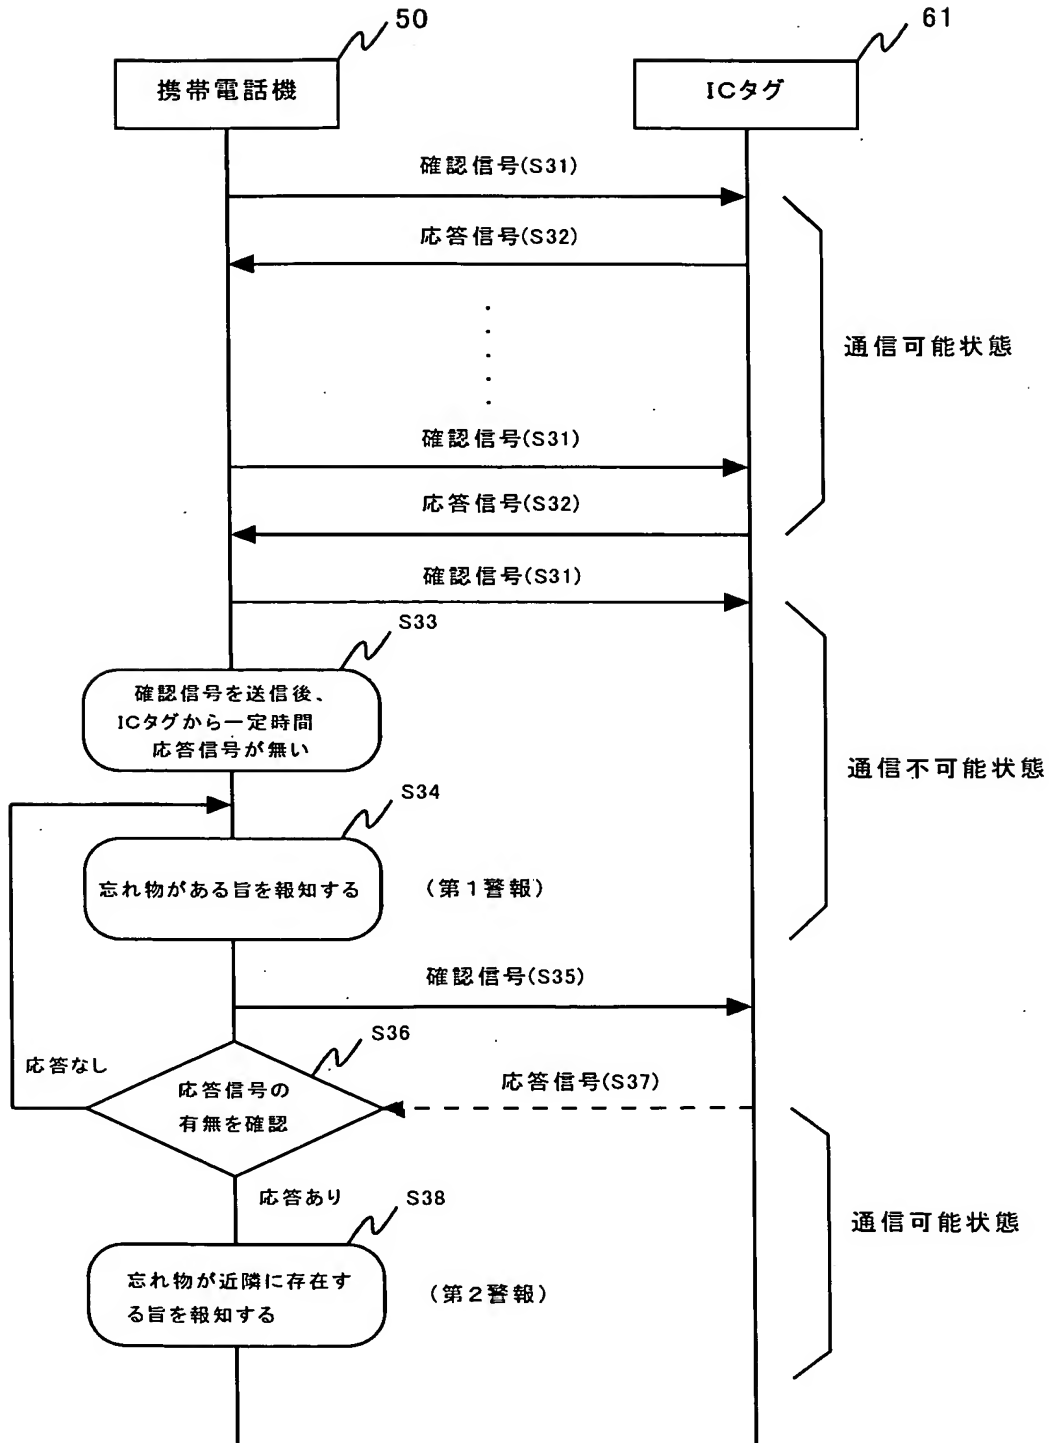 50
61
携帯電話機
ICタグ
確認信号(S31)
応答信号(S32)
通信可能状態
確認信号(S31)
応答信号(S32)
確認信号(S31)
S33
確認信号を送信後、
ICタグから一定時間
応答信号が無い
通信不可能状態
S34
忘れ物がある旨を報知する
(第1警報)
確認信号(S35)
S36
応答なし
応答信号の
有無を確認
応答信号(S37)
応答あり
S38
通信可能状態
忘れ物が近隣に存在す
る旨を報知する
(第2警報)